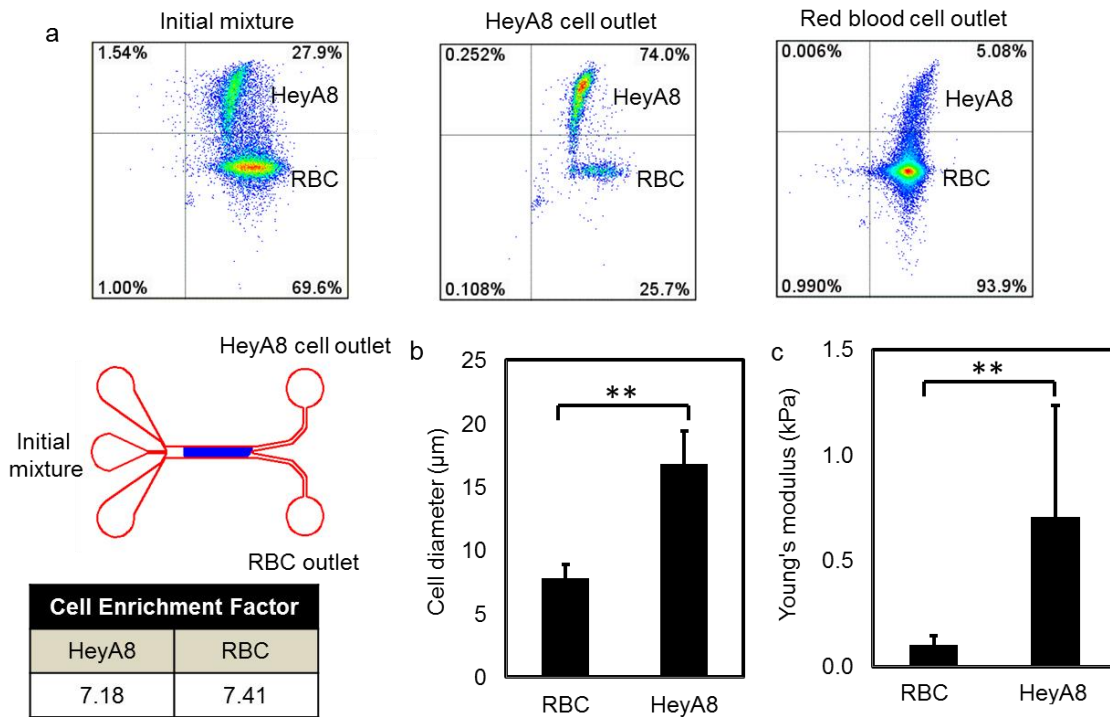 a
Initial mixture
1.54%
27.9%
HeyA8
RBC
1.00%
69.6%
HeyA8 cell outlet
0.252%
74.0%
HeyA8
RBC
0.108%
25.7%
Red blood cell outlet
0.006%
5.08%
HeyA8
RBC
0.990%
93.9%
HeyA8 cell outlet
Initial
mixture
RBC outlet
Cell Enrichment Factor
HeyA8 RBC
7.18 7.41
b
Cell diameter (µm)
25
20
15
10
5
0
**
RBC HeyA8
c
Young's modulus (kPa)
1.5
1.0
0.5
0.0
**
RBC HeyA8